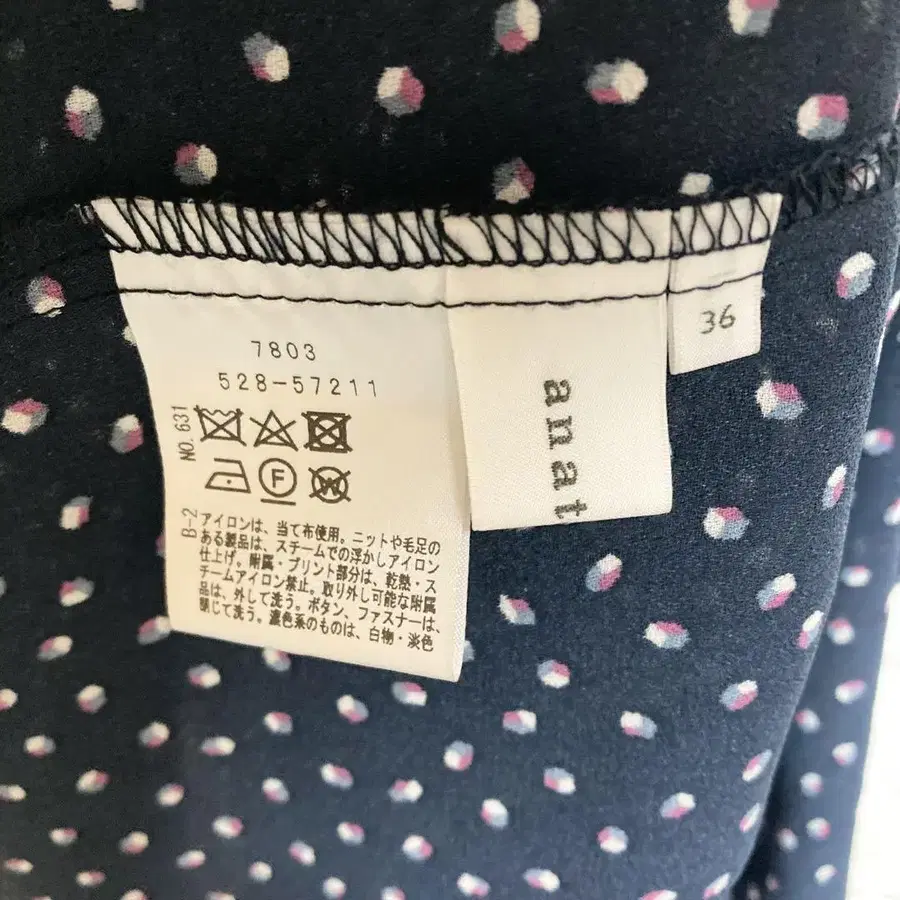 7803
528-57211
NO.631
F
W
B-2
アイロンは、当て布使用。ニットや毛足の
ある製品は、スチームでの浮かしアイロン
仕上げ。附属・プリント部分は、乾熱・ス
チームアイロン禁止。取り外し可能な附属
品は、外して洗う。ボタン、ファスナーは、
閉じて洗う。濃色系のものは、白物・淡色
anat
36